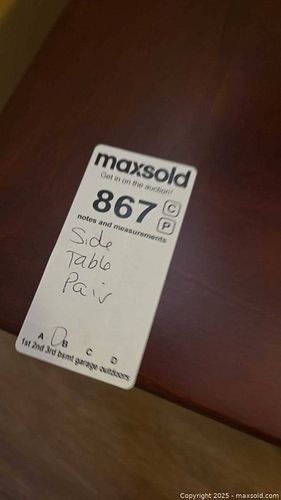 maxsold
Get in on the auction!
867 C
P
notes and measurements
Side
Table
Pair
A B C D
1st 2nd 3rd bsmt garage outdoors
Copyright 2025 - maxsold.com